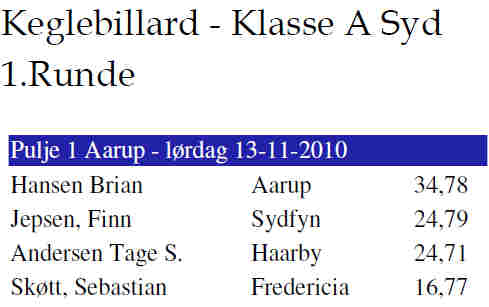 Keglebillard - Klasse A Syd
1.Runde
Pulje 1 Aarup - lørdag 13-11-2010
Hansen Brian Aarup 34,78
Jepsen, Finn Sydfyn 24,79
Andersen Tage S. Haarby 24,71
Skøtt, Sebastian Fredericia 16,77